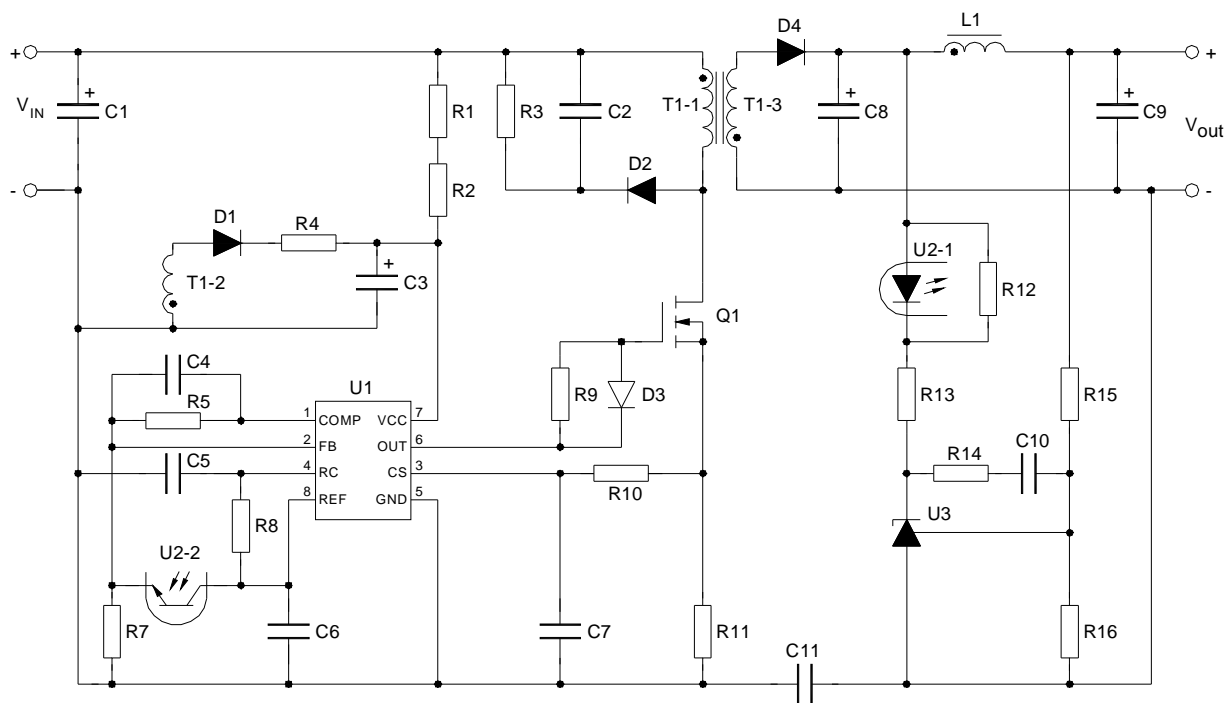 L1
D4
+
+
+
R1
R3
C2
T1-1
T1-3
+
C8
+
C9
V IN
+
C1
Vout
D2
R2
-
-
D1
R4
+
C3
T1-2
U2-1
R12
Q1
C4
R5
U1
R9
D3
R13
R15
1 COMP VCC 7
2 FB OUT 6
4 RC CS 3
8 REF GND 5
C5
R10
R14
C10
R8
U3
U2-2
R7
C6
C7
R11
C11
R16